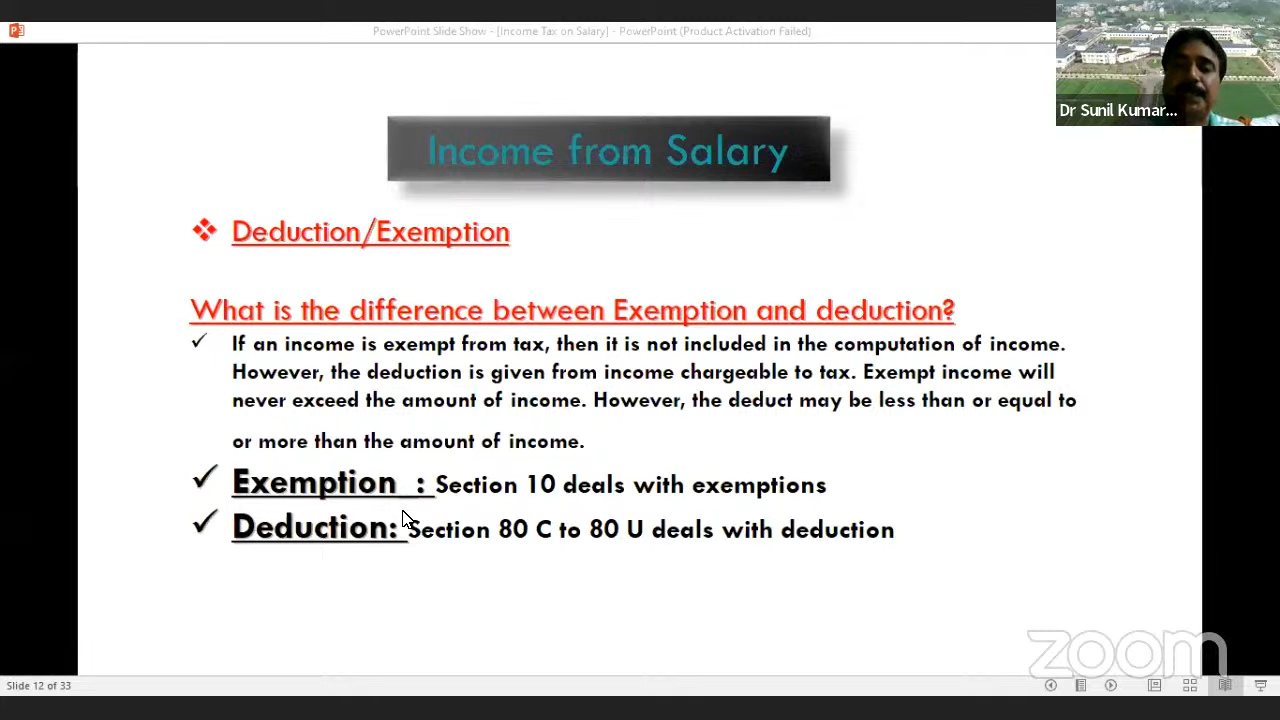 PowerPoint Slide Show - [Income Tax on Salary] - PowerPoint (Product Activation Failed)
Dr Sunil Kumar...
Income from Salary
Deduction/Exemption
What is the difference between Exemption and deduction?
If an income is exempt from tax, then it is not included in the computation of income.
However, the deduction is given from income chargeable to tax. Exempt income will
never exceed the amount of income. However, the deduct may be less than or equal to
or more than the amount of income.
Exemption : Section 10 deals with exemptions
Deduction: Section 80 C to 80 U deals with deduction
zoom
Slide 12 of 33